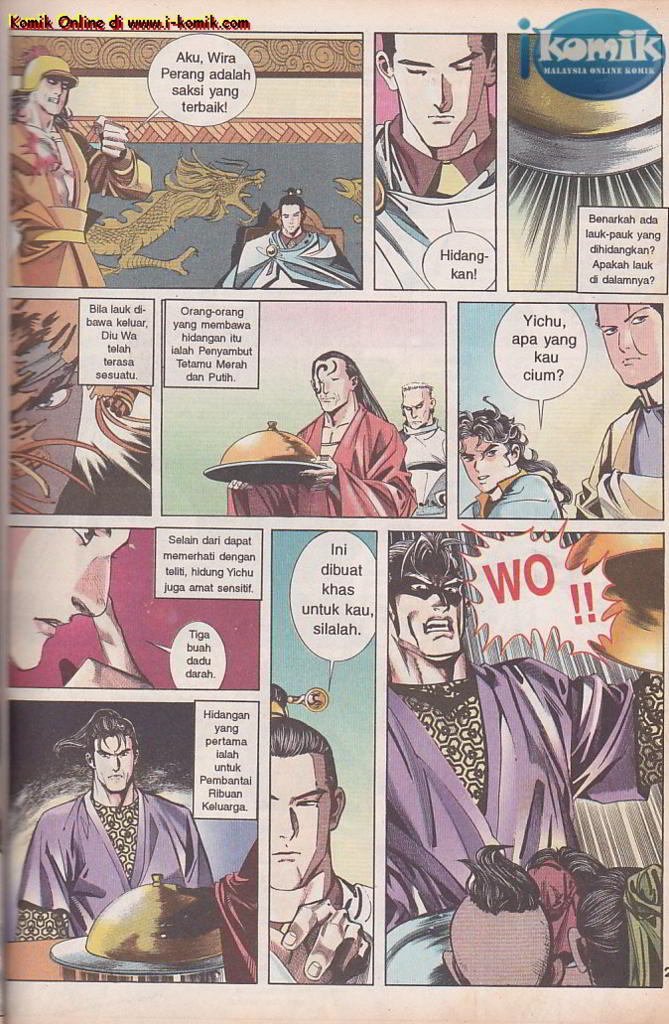 Komik Online di www.i-komik.com
ikomik
MALAYSIA ONLINE KOMIK
Aku, Wira
Perang adalah
saksi yang
terbaik!
Hidang-
kan!
Benarkah ada
lauk-pauk yang
dihidangkan?
Apakah lauk
di dalamnya?
Bila lauk di-
bawa keluar,
Diu Wa
telah
terasa
sesuatu.
Orang-orang
yang membawa
hidangan itu
ialah Penyambut
Tetamu Merah
dan Putih.
Yichu,
apa yang
kau
cium?
Selain dari dapat
memerhati dengan
teliti, hidung Yichu
juga amat sensitif.
Tiga
buah
dadu
darah.
Hidangan
yang
pertama
ialah
untuk
Pembantai
Ribuan
Keluarga.
Ini
dibuat
khas
untuk kau,
silalah.
WO
!!